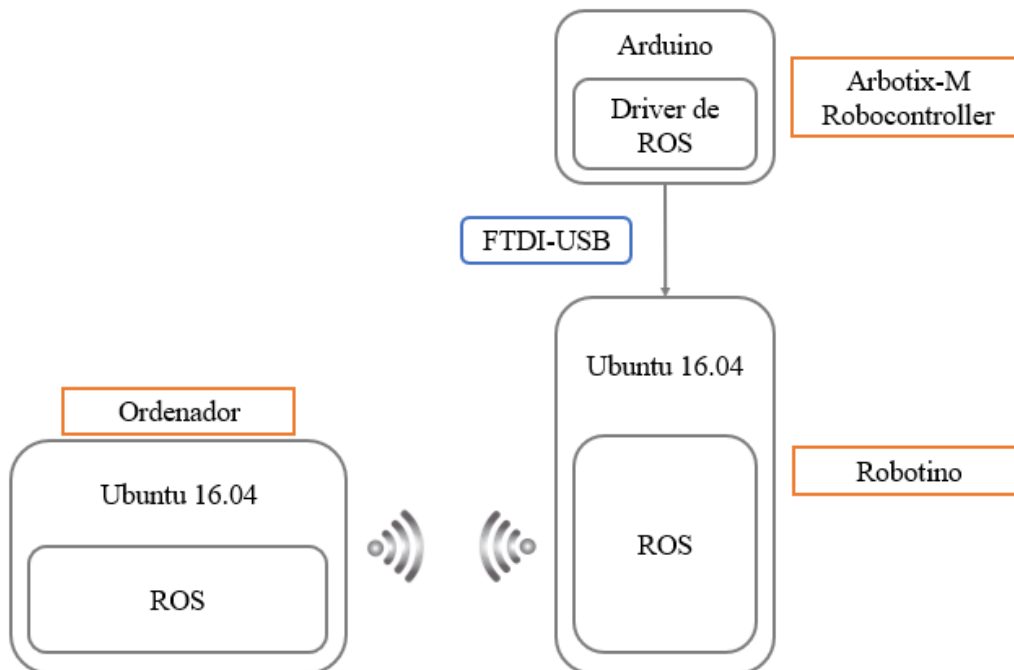 Arduino
Driver de
ROS
Arbotix-M
Robocontroller
FTDI-USB
Ubuntu 16.04
Robotino
ROS
Ordenador
Ubuntu 16.04
ROS